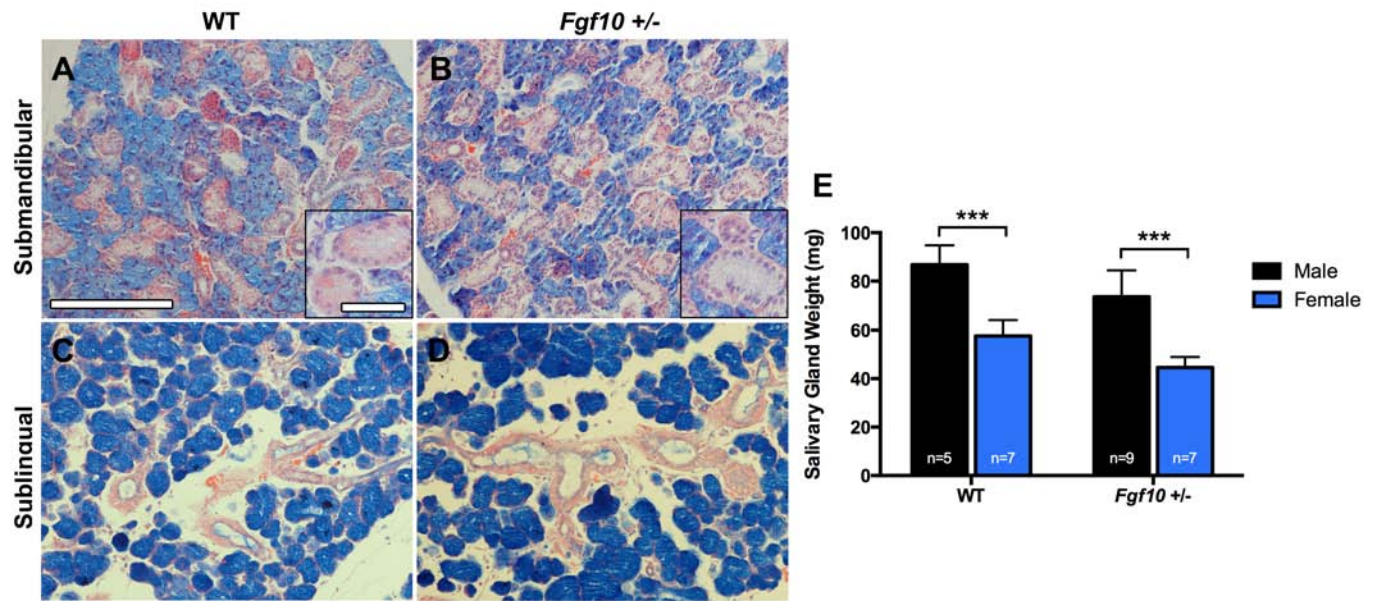 WT
Fgf10 +/-
Submandibular
Sublinqual
A
B
C
D
E
***
***
Salivary Gland Weight (mg)
100
80
60
40
20
0
n=5
n=7
n=9
n=7
WT
Fgf10 +/-
Male
Female